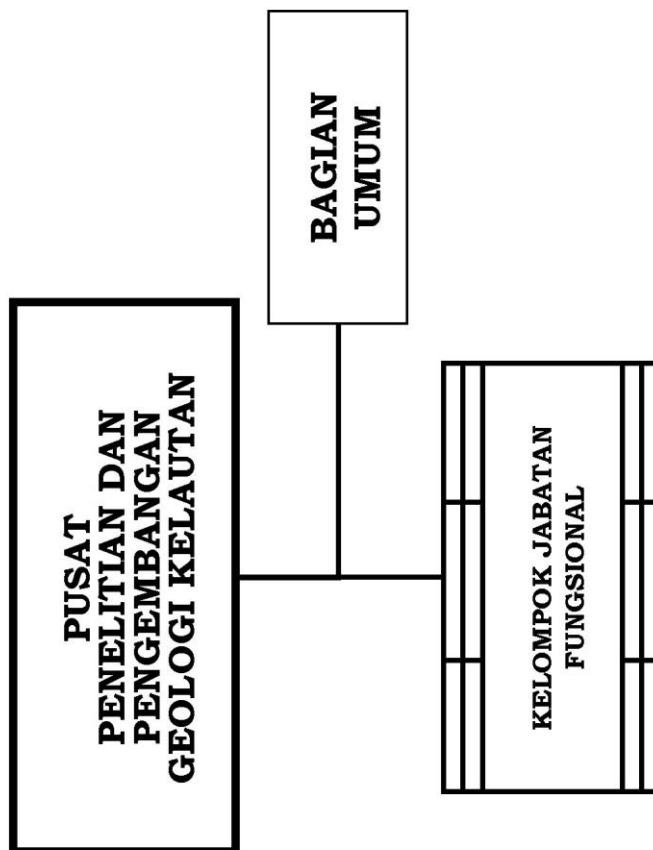 PUSAT
PENELITIAN DAN
PENGEMBANGAN
GEOLOGI KELAUTAN
BAGIAN
UMUM
KELOMPOK JABATAN
FUNGSIONAL